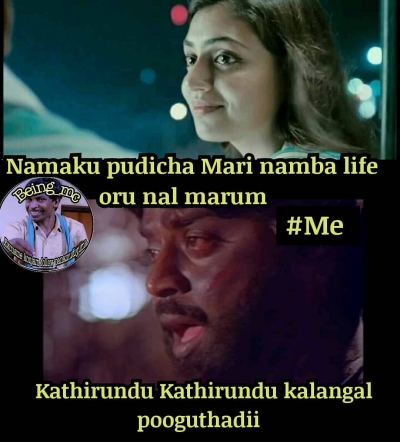 Namaku pudicha Mari namba life
oru nal marum
Being_me
#Me
Kathirundu Kathirundu kalangal
pooguthadii